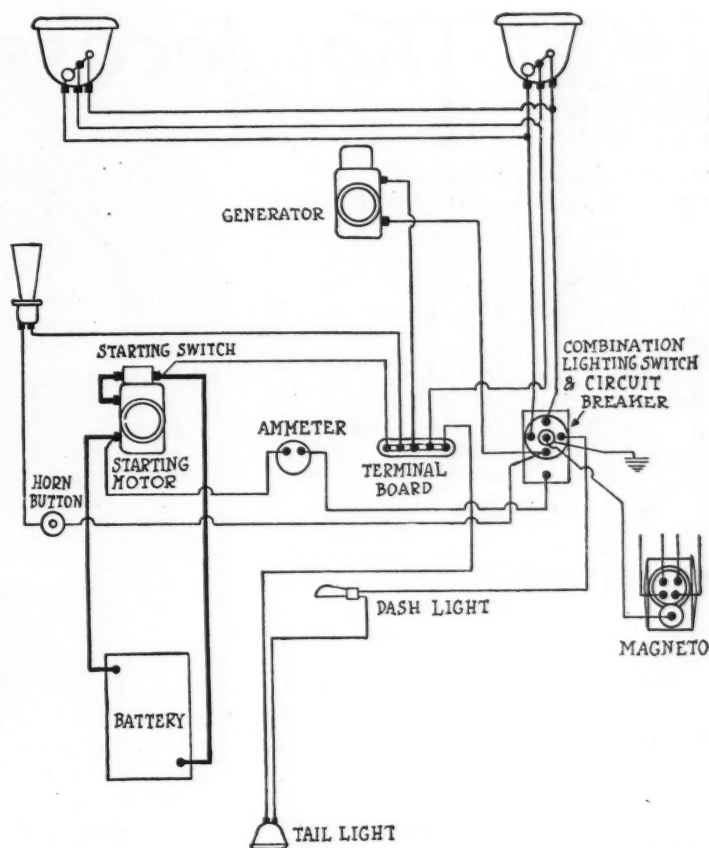 GENERATOR
STARTING SWITCH
COMBINATION
LIGHTING SWITCH
& CIRCUIT
BREAKER
AMMETER
STARTING
MOTOR
TERMINAL
BOARD
HORN
BUTTON
DASH LIGHT
MAGNETO
BATTERY
TAIL LIGHT